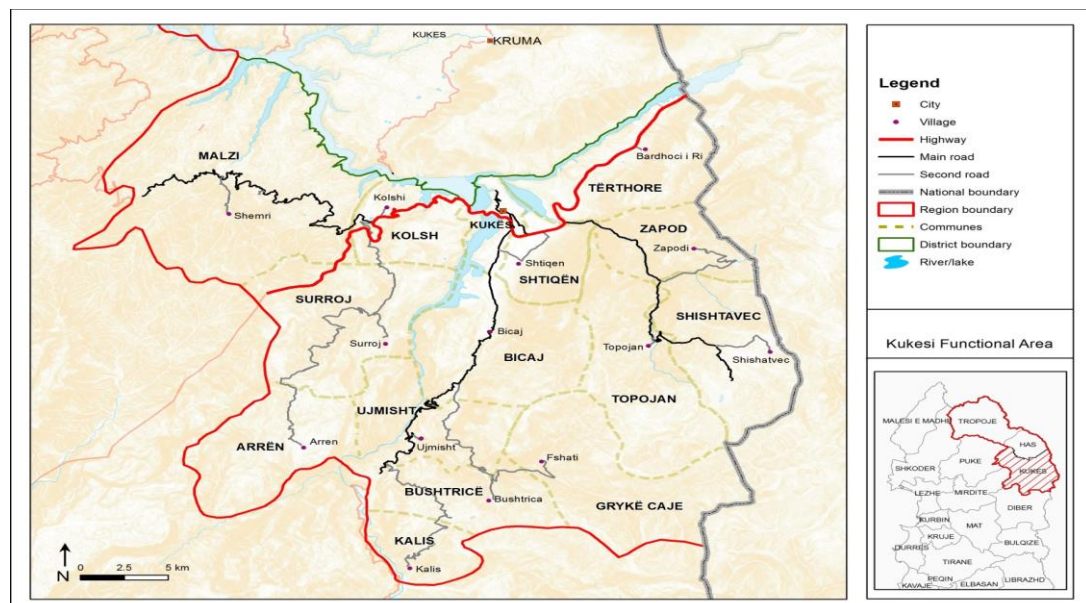 KUKES
KRUMA
MALZI
Bardhoci i Ri
TËRTHORE
Shemri
Kolshi
KOLSH
KUKËS
ZAPOD
Zapodi
Shtiqen
SHTIQËN
SURROJ
SHISHTAVEC
Surroj
Bicaj
BICAJ
Topojan
Shishatvec
TOPOJAN
UJMISHT
ARRËN
Arren
Ujmisht
Fshati
BUSHTRICË
Bushtrica
GRYKË CAJE
KALIS
Kalis
N
0 2.5 5 km
Legend
City
Village
Highway
Main road
Second road
National boundary
Region boundary
Communes
District boundary
River/lake
Kukesi Functional Area
MALESI E MADHE
TROPOJE
HAS
SHKODER
PUKE
KUKES
LEZHE
MIRDITE
DIBER
KURBIN
MAT
KRUJE
BULQIZE
DURRES
TIRANE
PEQIN
ELBASAN
LIBRAZHD
KAVAJE